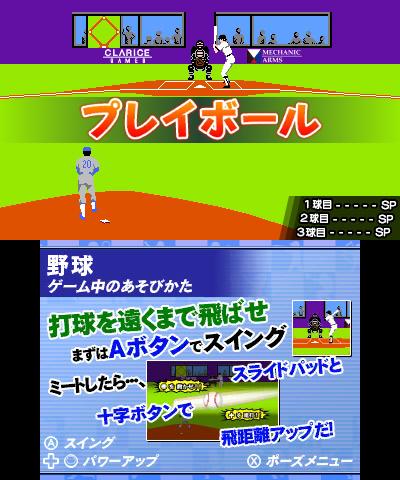 CLARICE
GAMER
MECHANIC
ARMS
プレイボール
20
1球目 ----- SP
2球目 ----- SP
3球目 ----- SP
野球
ゲーム中のあそびかた
打球を遠くまで飛ばせ
まずはAボタンでスイング
ミートしたら…、
スライドパッドと
十字ボタンで
飛距離アップだ!
Ⓐ スイング
パワーアップ
Ⓧ ポーズメニュー